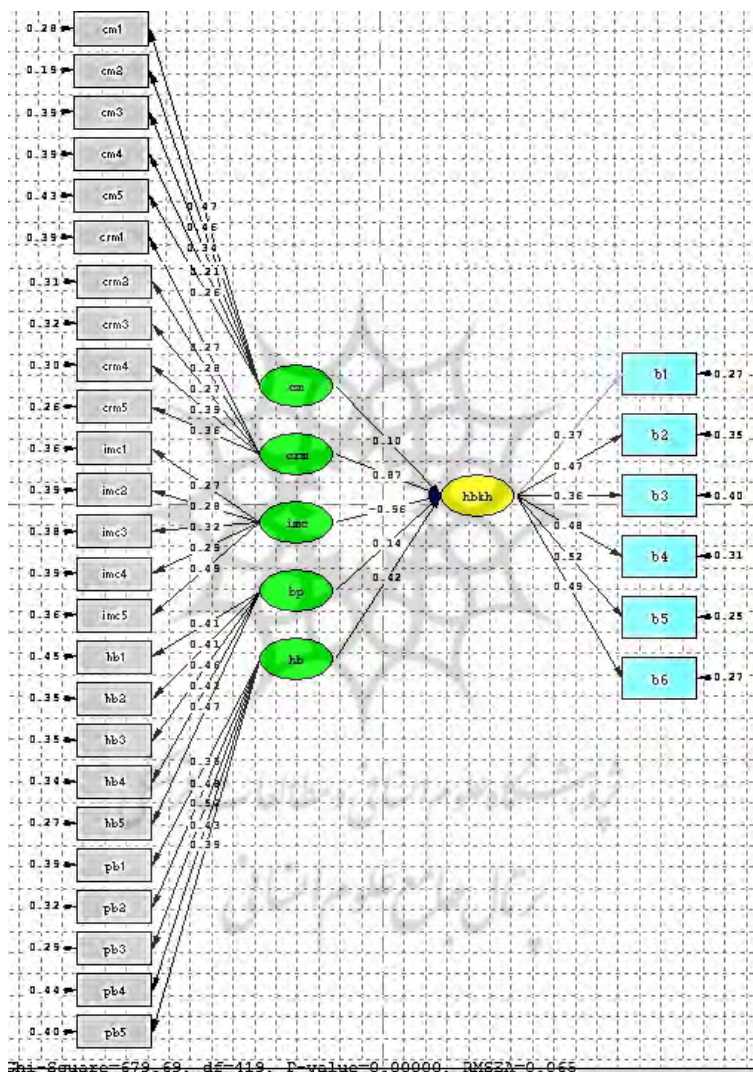 0.28 cm1
0.19 cm2
0.39 cm3
0.39 cm4
0.43 cm5
0.39 crm1
0.31 crm2
0.32 crm3
0.30 crm4
0.26 crm5
0.36 imc1
0.39 imc2
0.38 imc3
0.39 imc4
0.36 imc5
0.45 hb1
0.35 hb2
0.35 hb3
0.34 hb4
0.27 hb5
0.39 pb1
0.32 pb2
0.29 pb3
0.44 pb4
0.40 pb5
0.47
0.46
0.34
0.21
0.26
0.27
0.28
0.27
0.39
0.36
0.27
0.28
0.32
0.29
0.49
0.41
0.41
0.46
0.42
0.47
0.43
0.39
cm
crm
imc
bp
hb
0.10
0.87
-0.56
0.14
0.42
hbkh
0.37
0.47
0.36
0.48
0.52
0.49
b1 0.27
b2 0.35
b3 0.40
b4 0.31
b5 0.25
b6 0.27
پرتال جامع علوم انسانی
Chi-Square=679.69, df=419, P-value=0.00000, RMSEA=0.066